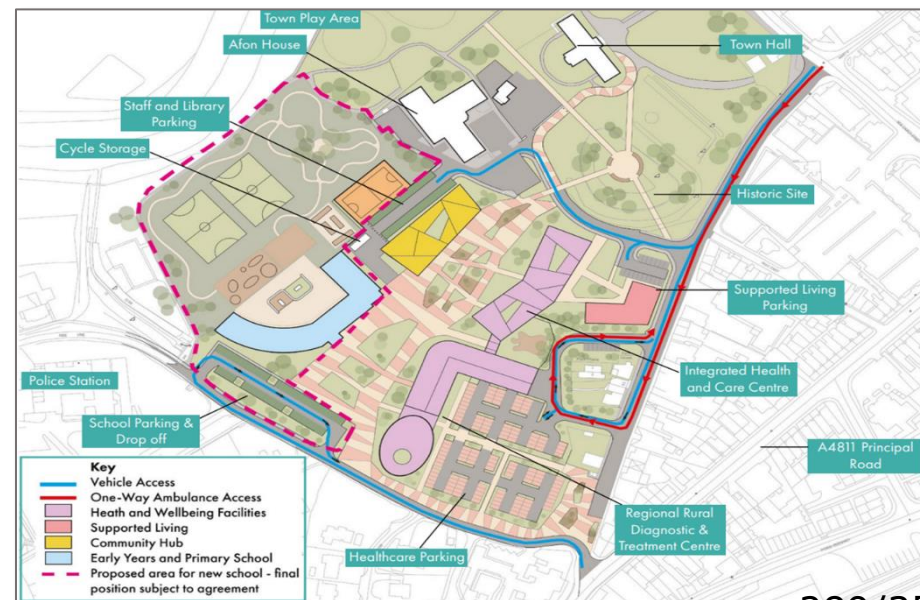 Town Play Area
Afon House
Town Hall
Staff and Library
Parking
Cycle Storage
Historic Site
Supported Living
Parking
Police Station
Integrated Health
and Care Centre
School Parking &
Drop off
A4811 Principal
Road
Key
Vehicle Access
One-Way Ambulance Access
Heath and Wellbeing Facilities
Supported Living
Community Hub
Early Years and Primary School
Proposed area for new school - final
position subject to agreement
Healthcare Parking
Regional Rural
Diagnostic &
Treatment Centre